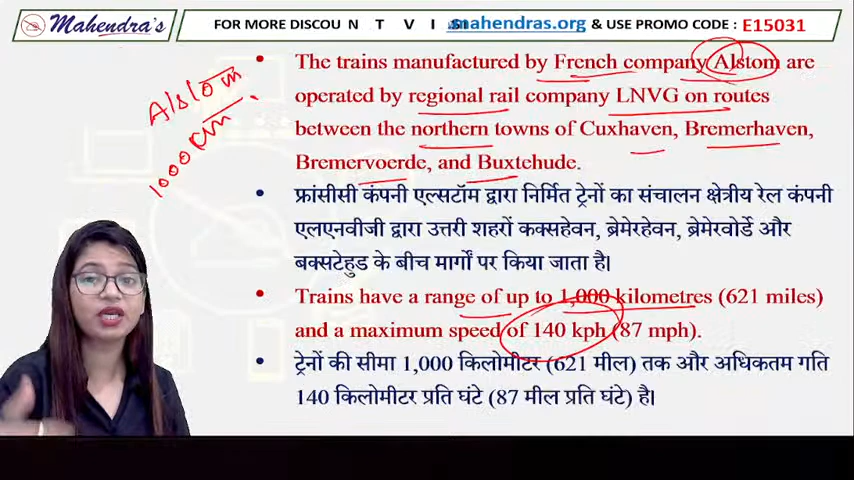 Mahendra's
FOR MORE DISCOU N T V I SI mahendras.org & USE PROMO CODE : E15031
• The trains manufactured by French company Alstom are
operated by regional rail company LNVG on routes
between the northern towns of Cuxhaven, Bremerhaven,
Bremervoerde, and Buxtehude.
• फ्रांसीसी कंपनी एल्सटॉम द्वारा निर्मित ट्रेनों का संचालन क्षेत्रीय रेल कंपनी
एलएनवीजी द्वारा उत्तरी शहरों कक्सहेवन, ब्रेमेरहेवन, ब्रेमेरवोर्डे और
बक्सटेहुड के बीच मार्गों पर किया जाता है।
• Trains have a range of up to 1,000 kilometres (621 miles)
and a maximum speed of 140 kph (87 mph).
• ट्रेनों की सीमा 1,000 किलोमीटर (621 मील) तक और अधिकतम गति
140 किलोमीटर प्रति घंटे (87 मील प्रति घंटे) है।
Alslom
1000 km